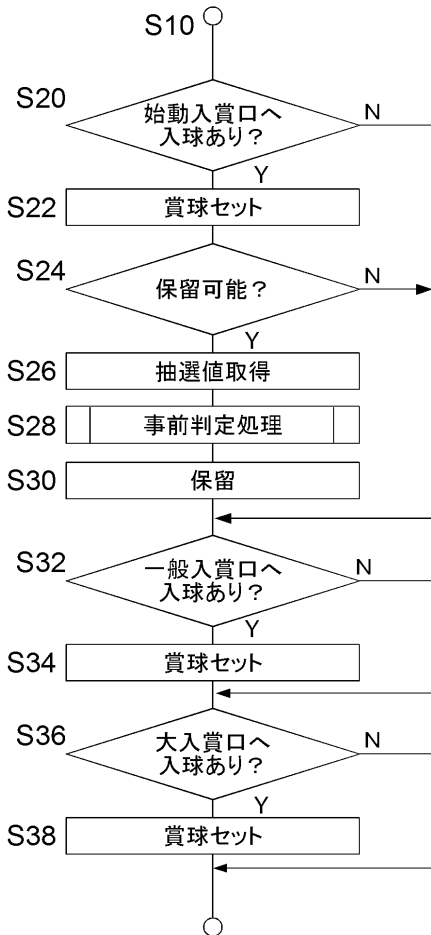 S10
S20
始動入賞口へ
入球あり？
N
Y
S22
賞球セット
S24
保留可能？
N
Y
S26
抽選値取得
S28
事前判定処理
S30
保留
S32
一般入賞口へ
入球あり？
N
Y
S34
賞球セット
S36
大入賞口へ
入球あり？
N
Y
S38
賞球セット